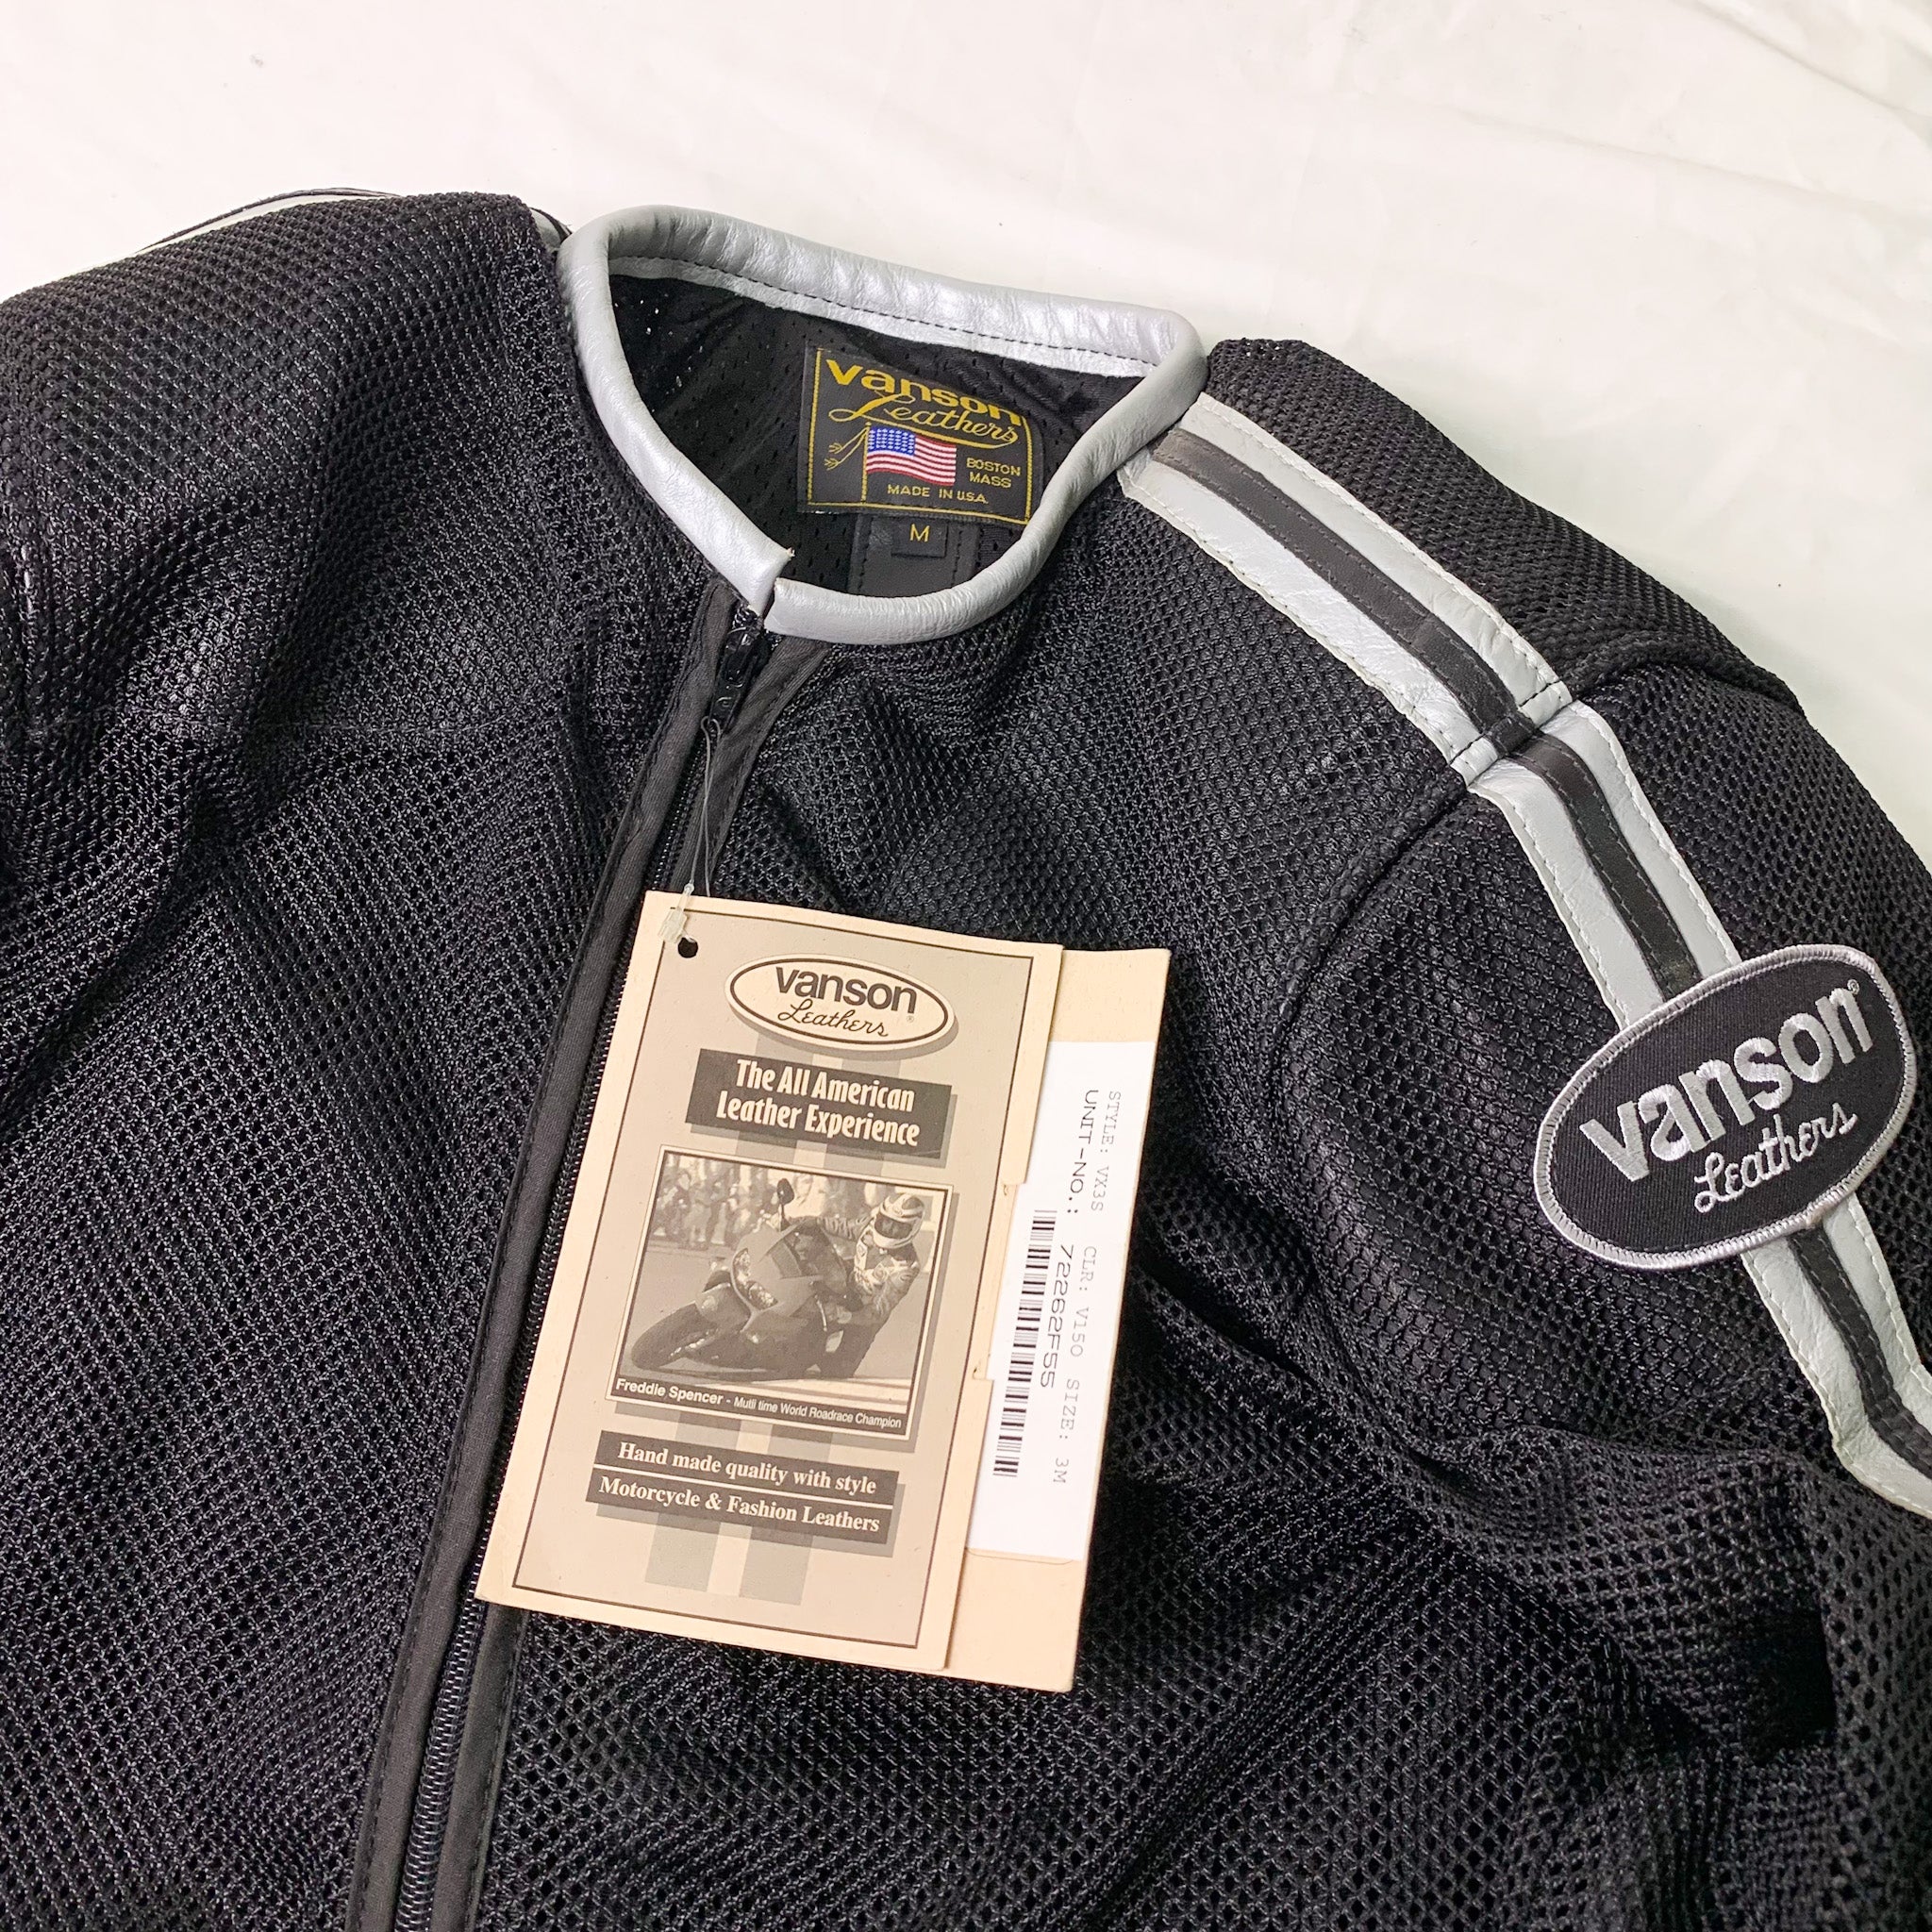 vanson
Leathers
BOSTON
MASS
MADE IN U.S.A.
M
vanson
Leathers®
The All American
Leather Experience
Freddie Spencer - Mutli time World Roadrace Champion
Hand made quality with style
Motorcycle & Fashion Leathers
STYLE: VX3S CLR: V150 SIZE: 3M
UNIT-NO.: 72262F55
vanson®
Leathers